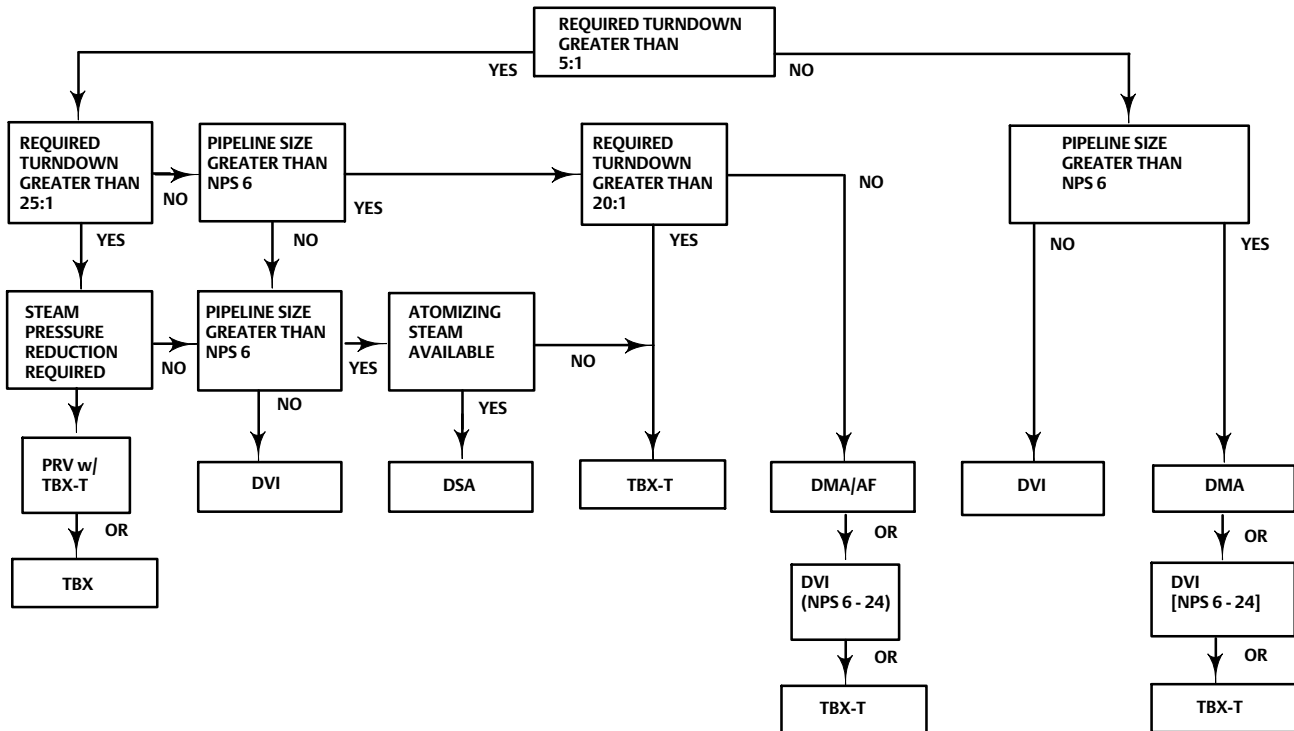 REQUIRED TURNDOWN
GREATER THAN
5:1
YES
NO
REQUIRED
TURNDOWN
GREATER THAN
25:1
NO
YES
PIPELINE SIZE
GREATER THAN
NPS 6
YES
NO
REQUIRED
TURNDOWN
GREATER THAN
20:1
NO
YES
PIPELINE SIZE
GREATER THAN
NPS 6
NO
YES
STEAM
PRESSURE
REDUCTION
REQUIRED
NO
PIPELINE SIZE
GREATER THAN
NPS 6
YES
NO
ATOMIZING
STEAM
AVAILABLE
NO
YES
PRV w/
TBX-T
OR
TBX
DVI
DSA
TBX-T
DMA/AF
OR
DVI
(NPS 6 - 24)
OR
TBX-T
DVI
DMA
OR
DVI
[NPS 6 - 24]
OR
TBX-T